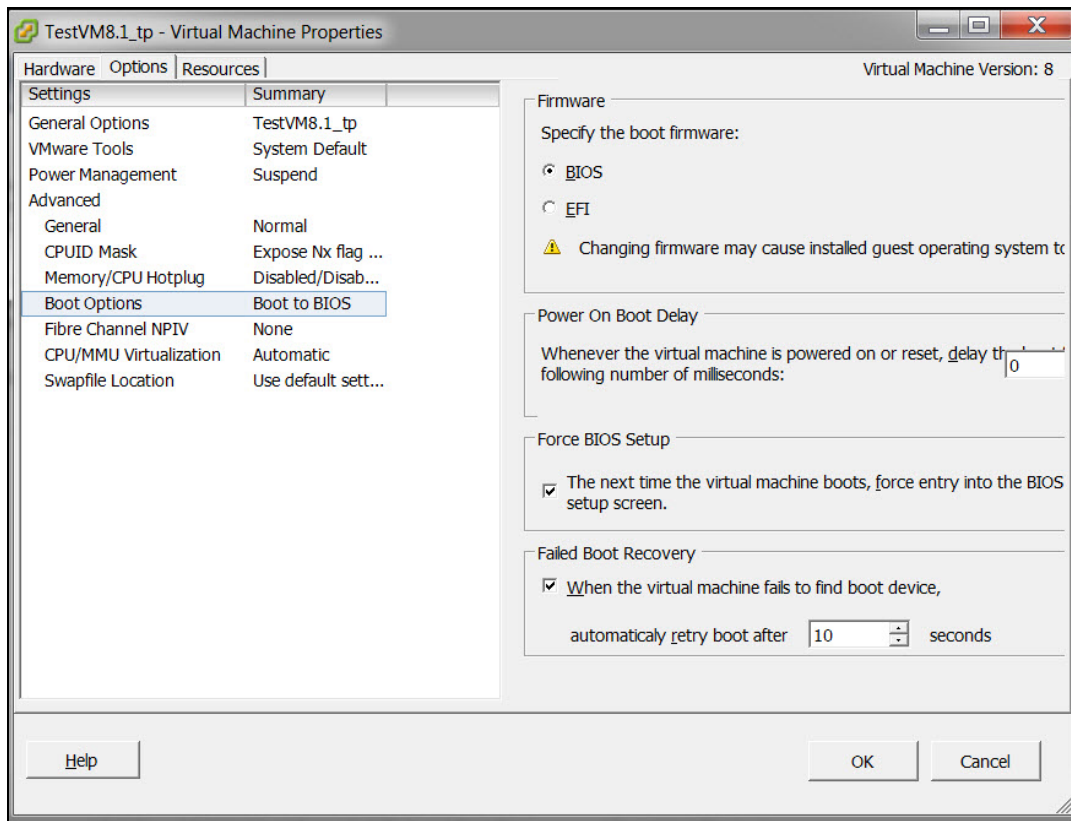 TestVM8.1_tp - Virtual Machine Properties
Hardware Options Resources
Virtual Machine Version: 8
Settings Summary
General Options TestVM8.1_tp
VMware Tools System Default
Power Management Suspend
Advanced
General Normal
CPUID Mask Expose Nx flag ...
Memory/CPU Hotplug Disabled/Disab...
Boot Options Boot to BIOS
Fibre Channel NPIV None
CPU/MMU Virtualization Automatic
Swapfile Location Use default sett...
Firmware
Specify the boot firmware:
BIOS
EFI
Changing firmware may cause installed guest operating system to
Power On Boot Delay
Whenever the virtual machine is powered on or reset, delay
following number of milliseconds:
0
Force BIOS Setup
The next time the virtual machine boots, force entry into the BIOS
setup screen.
Failed Boot Recovery
When the virtual machine fails to find boot device,
automaticaly retry boot after 10 seconds
Help
OK Cancel